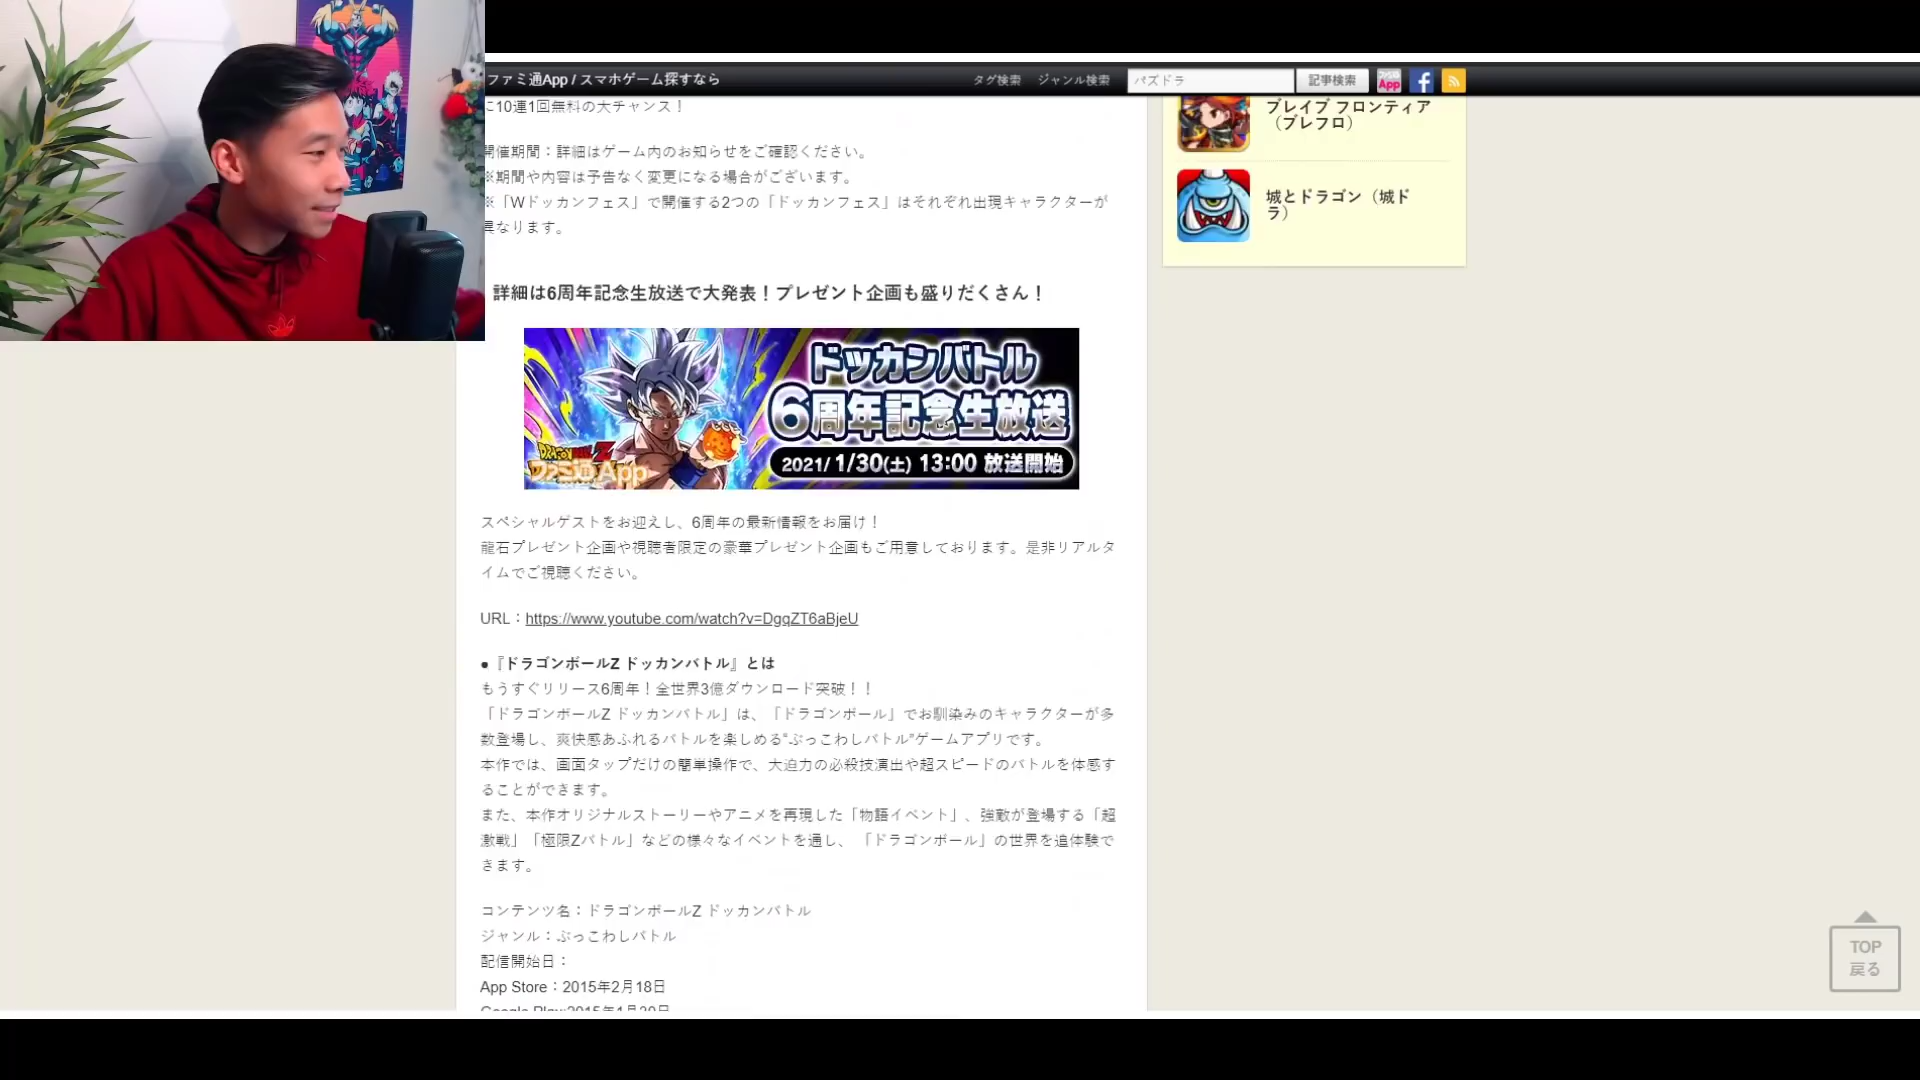 ファミ通App / スマホゲーム探すなら
タグ検索
ジャンル検索
パズドラ
記事検索
App
に10連1回無料の大チャンス！
開催期間：詳細はゲーム内のお知らせをご確認ください。
※期間や内容は予告なく変更になる場合がございます。
※「Wドッカンフェス」で開催する2つの「ドッカンフェス」はそれぞれ出現キャラクターが
異なります。
詳細は6周年記念生放送で大発表！プレゼント企画も盛りだくさん！
ドッカンバトル
6周年記念生放送
2021/ 1/30(土) 13:00 放送開始
DRAGON BALL Z
ファミ通App
スペシャルゲストをお迎えし、6周年の最新情報をお届け！
龍石プレゼント企画や視聴者限定の豪華プレゼント企画もご用意しております。是非リアルタ
イムでご視聴ください。
URL：https://www.youtube.com/watch?v=DgqZT6aBjeU
●『ドラゴンボールZ ドッカンバトル』とは
もうすぐリリース6周年！全世界3億ダウンロード突破！！
「ドラゴンボールZ ドッカンバトル」は、「ドラゴンボール」でお馴染みのキャラクターが多
数登場し、爽快感あふれるバトルを楽しめる“ぶっこわしバトル”ゲームアプリです。
本作では、画面タップだけの簡単操作で、大迫力の必殺技演出や超スピードのバトルを体感す
ることができます。
また、本作オリジナルストーリーやアニメを再現した「物語イベント」、強敵が登場する「超
激戦」「極限Zバトル」などの様々なイベントを通し、「ドラゴンボール」の世界を追体験で
きます。
コンテンツ名：ドラゴンボールZ ドッカンバトル
ジャンル：ぶっこわしバトル
配信開始日：
App Store：2015年2月18日
Google Play:2015年1月30日
ブレイブ フロンティア
（ブレフロ）
城とドラゴン（城ド
ラ）
TOP
戻る